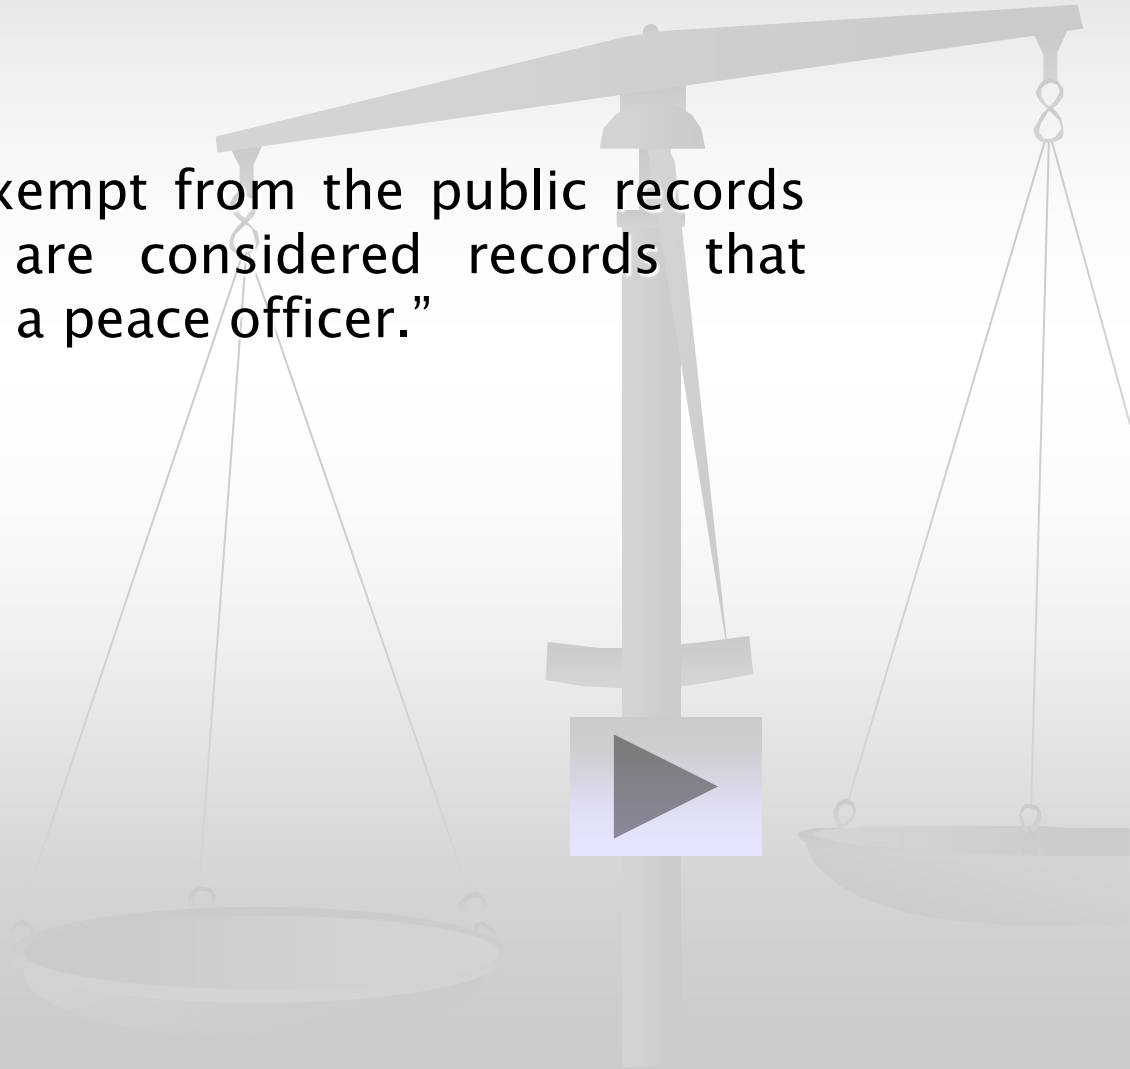 xempt from the public records
are considered records that
a peace officer.”